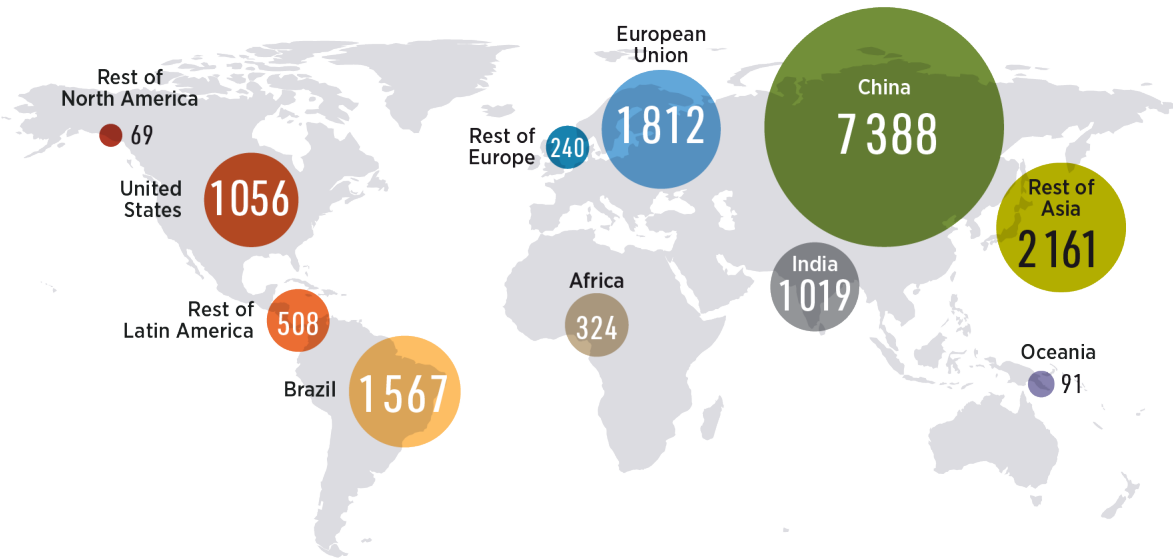 Rest of
North America
69
United
States
1056
Rest of
Latin America
508
Brazil
1567
European
Union
1812
Rest of
Europe
240
Africa
324
China
7388
Rest of
Asia
2161
India
1019
Oceania
91